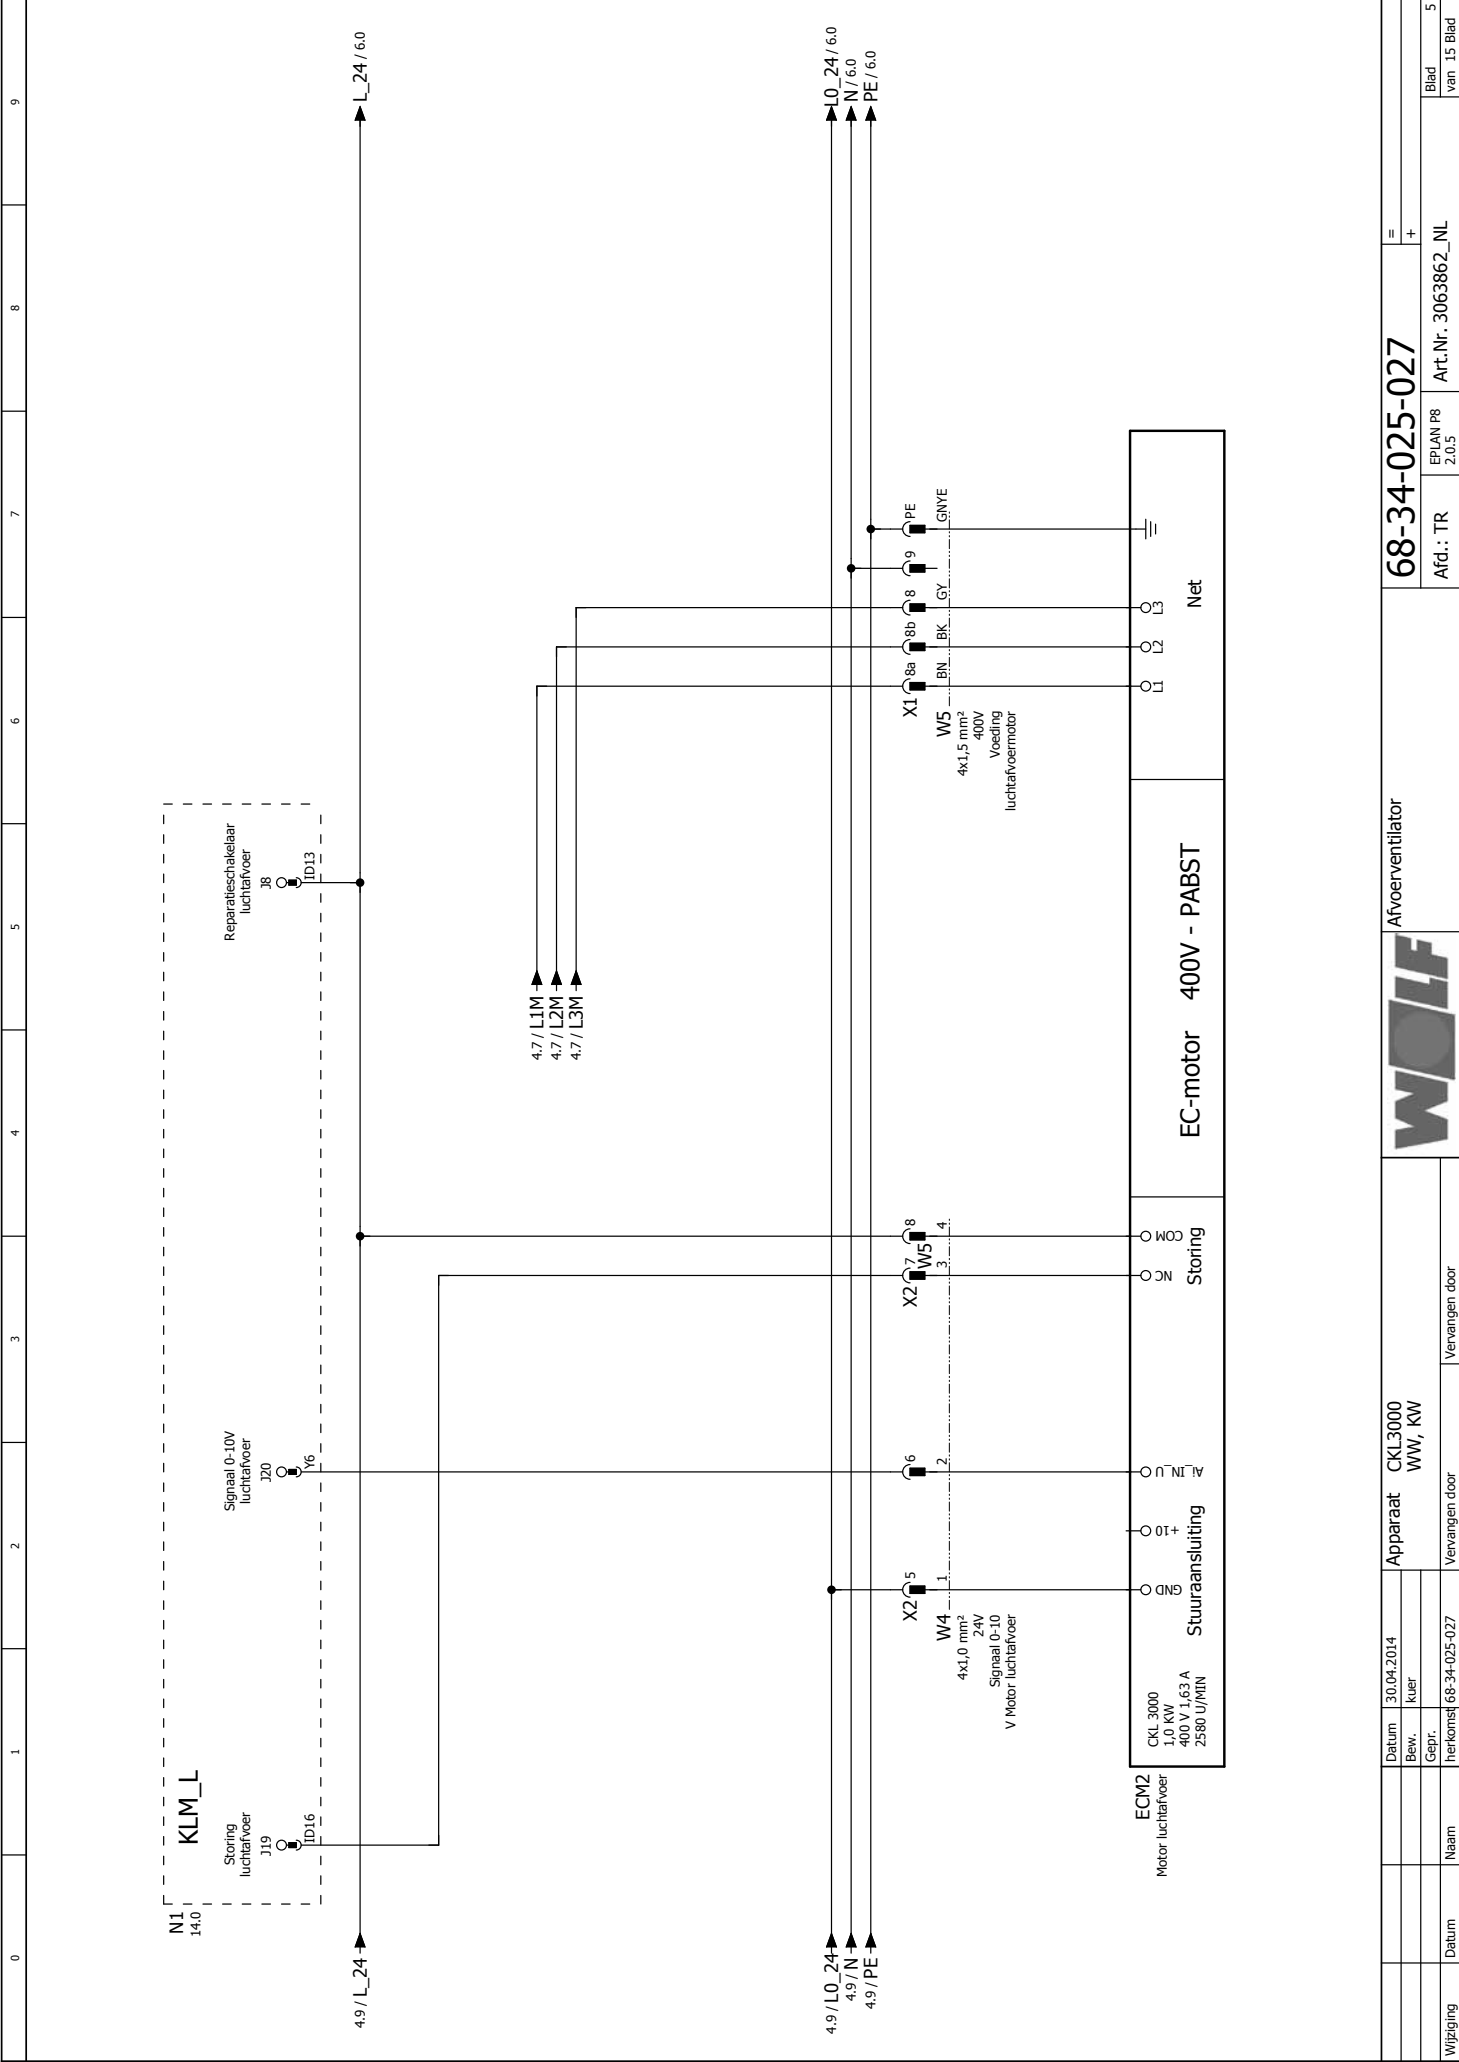 0
1
2
3
4
5
6
7
8
9
N1
14.0
KLM_L
Storing
luchtafvoer
J19
ID16
Signaal 0-10V
luchtafvoer
J20
Y6
Reparatieschakelaar
luchtafvoer
J8
ID13
4.9 / L_24
L_24 / 6.0
4.7 / L1M
4.7 / L2M
4.7 / L3M
4.9 / L0_24
4.9 / N
4.9 / PE
L0_24 / 6.0
N / 6.0
PE / 6.0
X2
5
6
X2
7
8
W5
X1
8a
8b
8
9
PE
W4
1
2
3
4
4x1,0 mm²
24V
Signaal 0-10
V Motor luchtafvoer
W5
BN
BK
GY
GNYE
4x1,5 mm²
400V
Voeding
luchtafvoermotor
ECM2
Motor luchtafvoer
CKL 3000
1,0 KW
400 V 1,63 A
2580 U/MIN
GND
+10
Ai_IN_U
NC
COM
L1
L2
L3
Stuuraansluiting
Storing
EC-motor 400V - PABST
Net
Wijziging
Datum
Naam
Datum 30.04.2014
Bew. kuer
Gepr.
herkomst 68-34-025-027
Apparaat CKL3000
WW, KW
Vervangen door
Vervangen door
WOLF
Afvoerventilator
68-34-025-027
=
+
Afd.: TR
EPLAN P8
2.0.5
Art.Nr. 3063862_NL
Blad 5
van 15 Blad